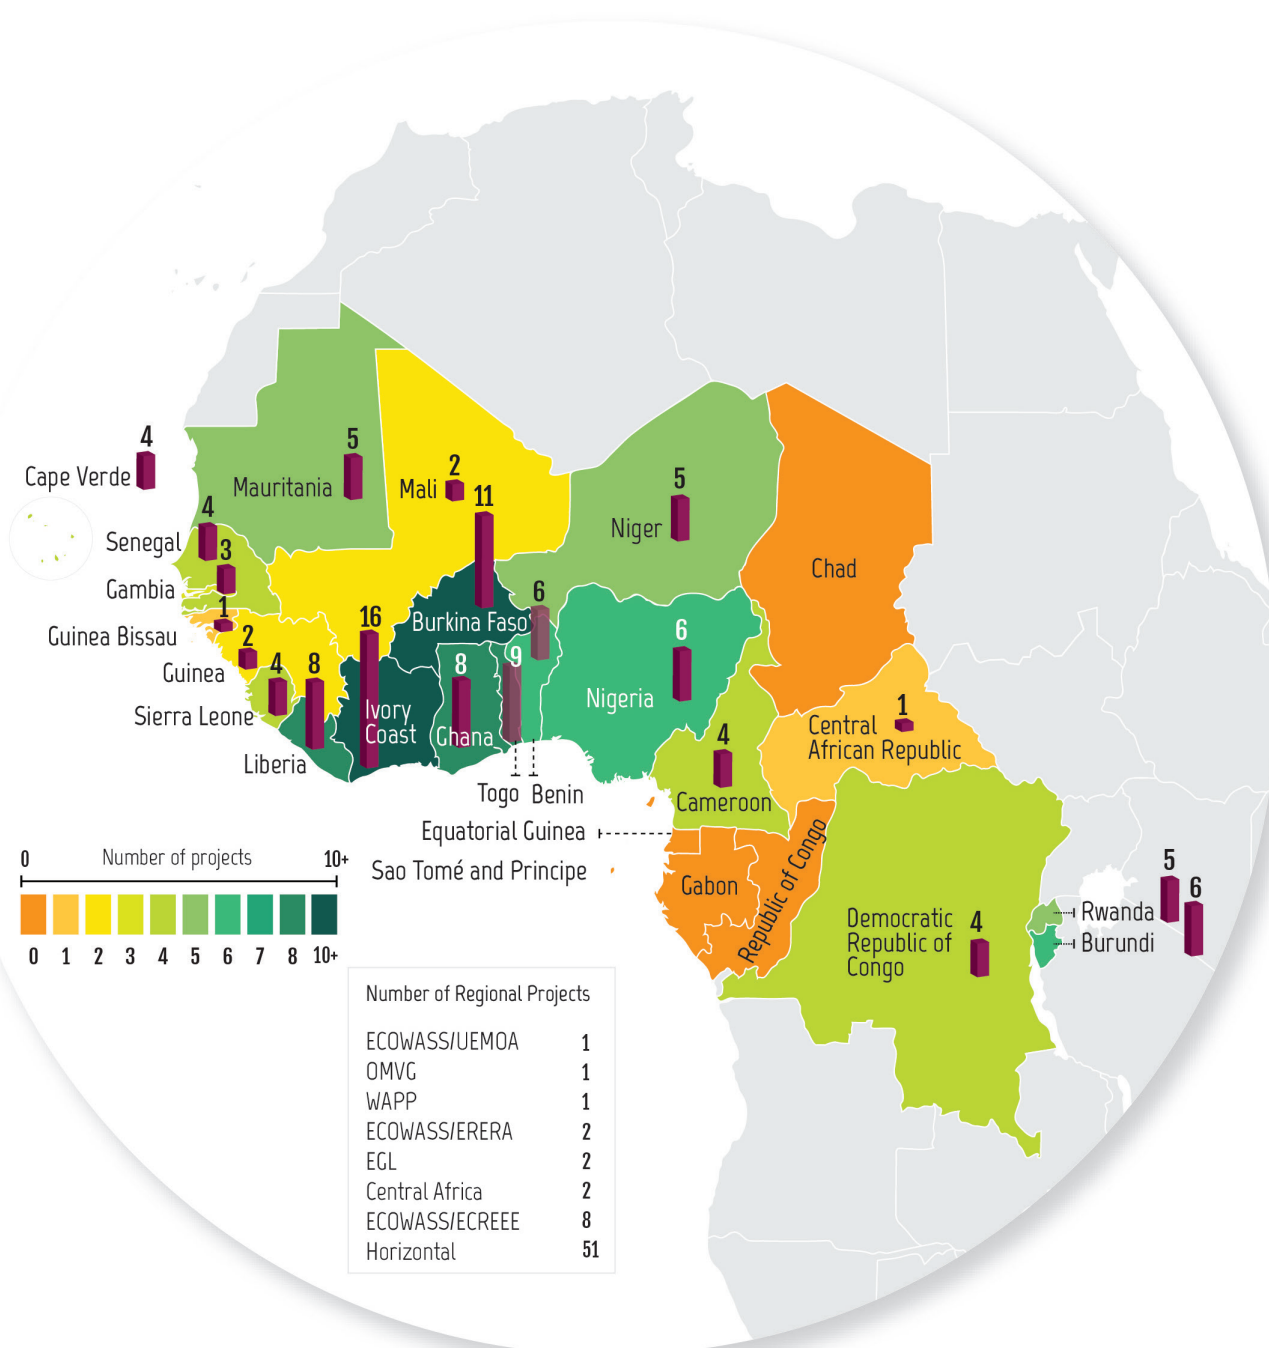 4
Cape Verde
5
Mauritania
2
Mali
11
5
Niger
Chad
4
Senegal
3
Gambia
1
Guinea Bissau
2
Guinea
4
Sierra Leone
8
Liberia
16
Ivory
Coast
Burkina Faso
8
Ghana
9
6
Togo
Benin
6
Nigeria
1
Central
African Republic
4
Cameroon
Equatorial Guinea
Sao Tomé and Principe
Gabon
Republic of Congo
Democratic
Republic of
Congo
4
5
6
Rwanda
Burundi
0 Number of projects 10+
0 1 2 3 4 5 6 7 8 10+
Number of Regional Projects
ECOWASS/UEMOA 1
OMVG 1
WAPP 1
ECOWASS/ERERA 2
EGL 2
Central Africa 2
ECOWASS/ECREEE 8
Horizontal 51